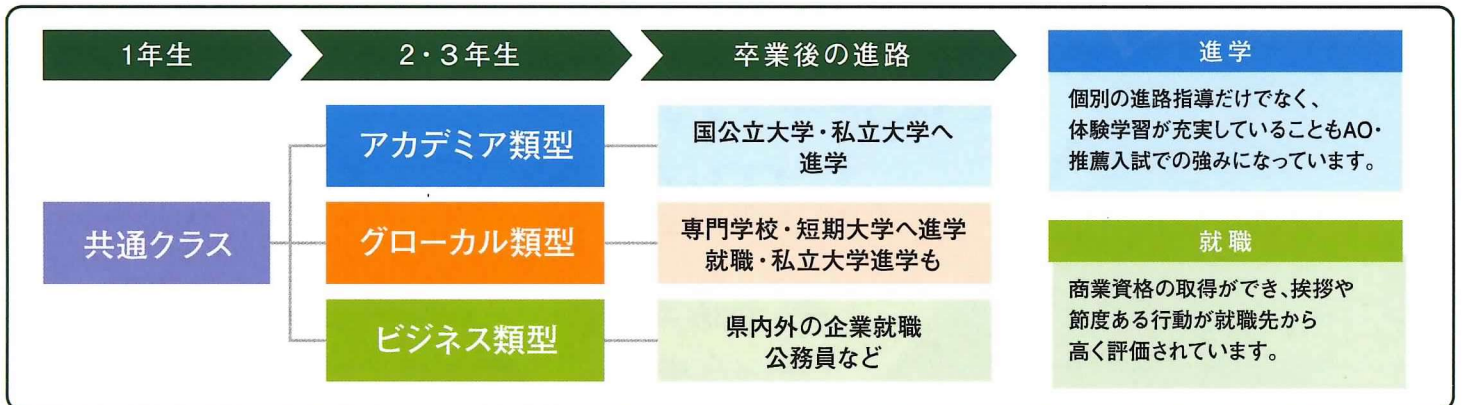 1年生
2・3年生
卒業後の進路
共通クラス
アカデミア類型
国公立大学・私立大学へ
進学
グローカル類型
専門学校・短期大学へ進学
就職・私立大学進学も
ビジネス類型
県内外の企業就職
公務員など
進学
個別の進路指導だけでなく、
体験学習が充実していることもAO・
推薦入試での強みになっています。
就職
商業資格の取得ができ、挨拶や
節度ある行動が就職先から
高く評価されています。